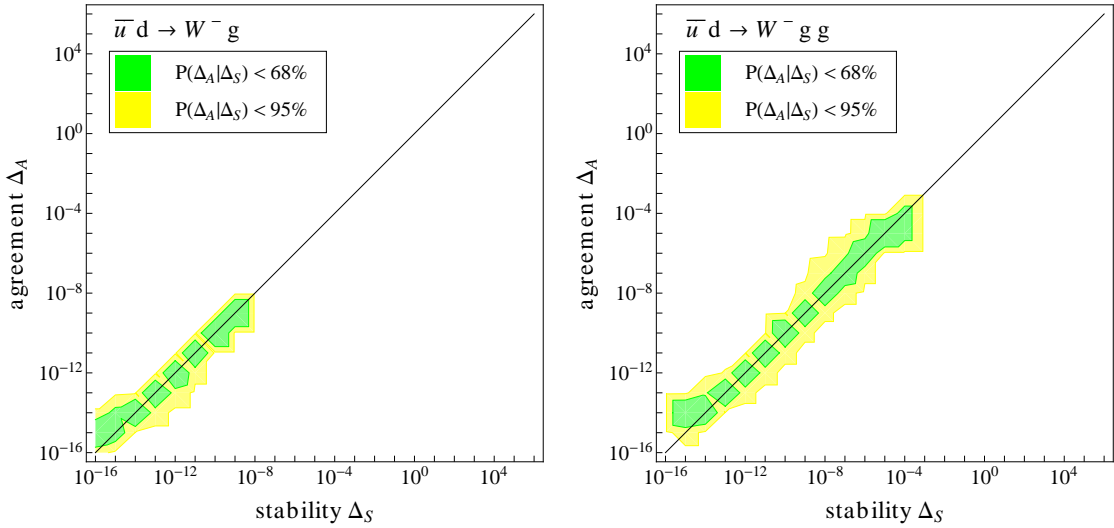 u̅ d → W⁻ g
P(Δ_A|Δ_S) < 68%
P(Δ_A|Δ_S) < 95%
10⁴
10⁰
10⁻⁴
10⁻⁸
10⁻¹²
10⁻¹⁶
agreement Δ_A
10⁻¹⁶ 10⁻¹² 10⁻⁸ 10⁻⁴ 10⁰ 10⁴
stability Δ_S
u̅ d → W⁻ g g
P(Δ_A|Δ_S) < 68%
P(Δ_A|Δ_S) < 95%
10⁴
10⁰
10⁻⁴
10⁻⁸
10⁻¹²
10⁻¹⁶
agreement Δ_A
10⁻¹⁶ 10⁻¹² 10⁻⁸ 10⁻⁴ 10⁰ 10⁴
stability Δ_S